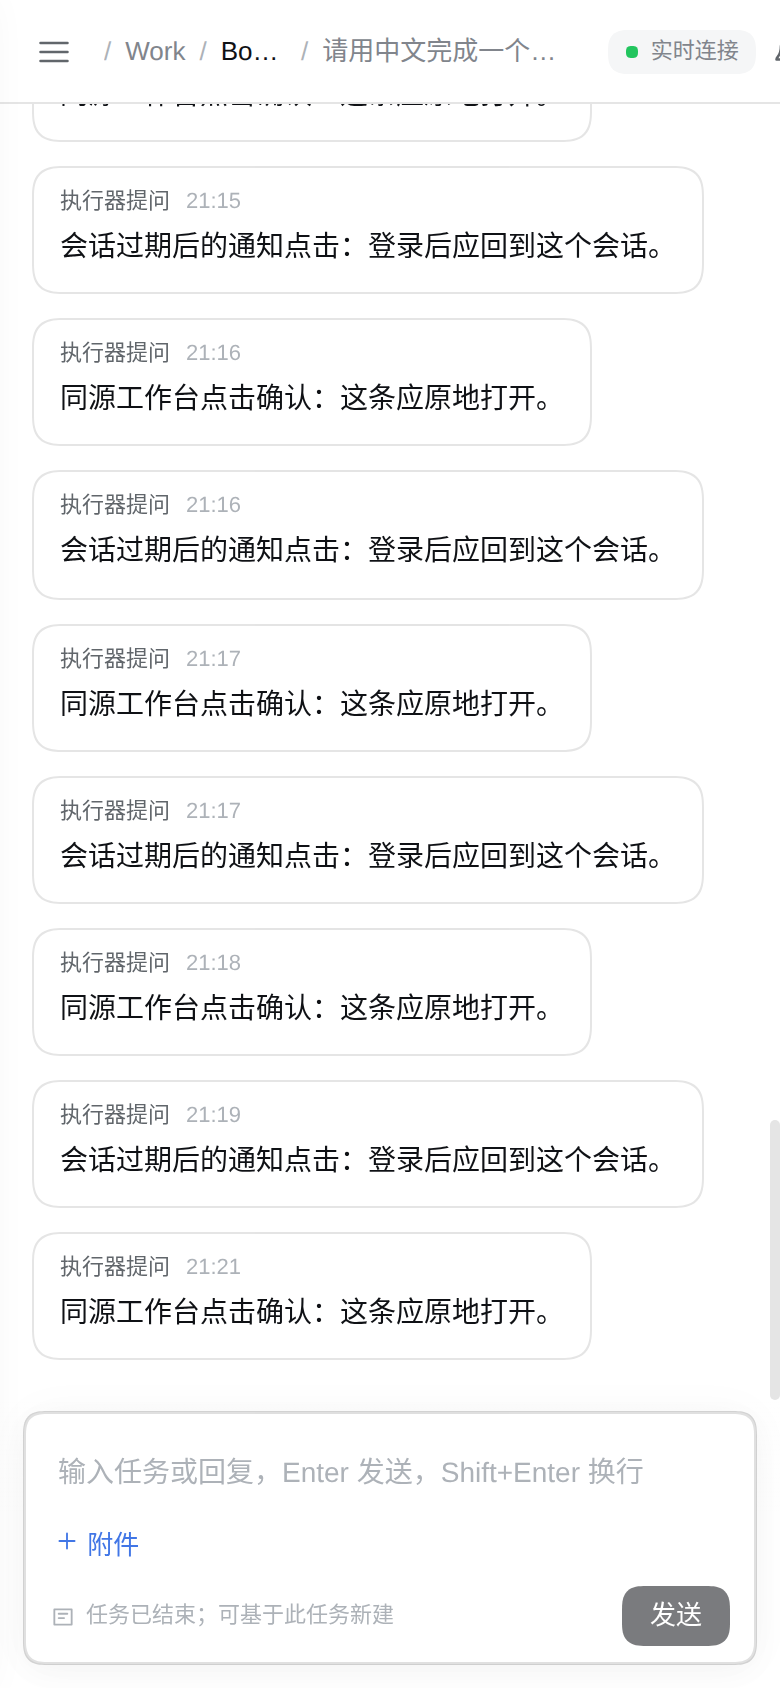 / Work / Bo... / 请用中文完成一个...
实时连接
执行器提问 21:15
会话过期后的通知点击：登录后应回到这个会话。
执行器提问 21:16
同源工作台点击确认：这条应原地打开。
执行器提问 21:16
会话过期后的通知点击：登录后应回到这个会话。
执行器提问 21:17
同源工作台点击确认：这条应原地打开。
执行器提问 21:17
会话过期后的通知点击：登录后应回到这个会话。
执行器提问 21:18
同源工作台点击确认：这条应原地打开。
执行器提问 21:19
会话过期后的通知点击：登录后应回到这个会话。
执行器提问 21:21
同源工作台点击确认：这条应原地打开。
输入任务或回复，Enter 发送，Shift+Enter 换行
+ 附件
任务已结束；可基于此任务新建
发送